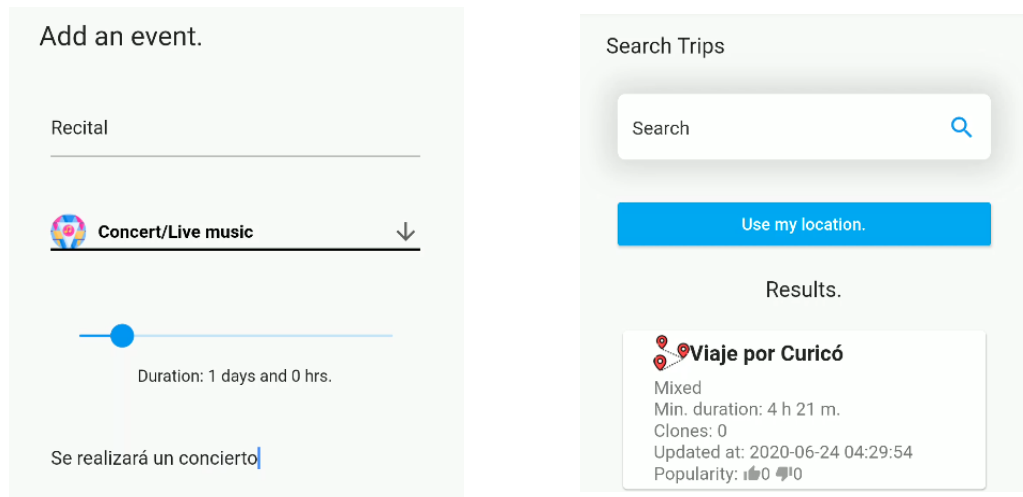 Add an event.
Recital
Concert/Live music
Duration: 1 days and 0 hrs.
Se realizará un concierto
Search Trips
Search
Use my location.
Results.
Viaje por Curicó
Mixed
Min. duration: 4 h 21 m.
Clones: 0
Updated at: 2020-06-24 04:29:54
Popularity: 0 0